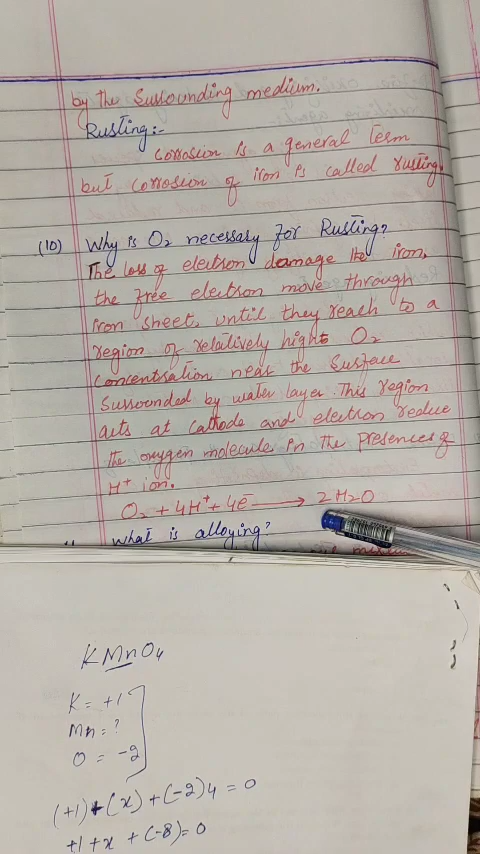 by the Surrounding medium.
Rusting:-
Corrosion is a general term
but corrosion of iron is called rusting.
(10) Why is O2 necessary for Rusting?
The loss of electron damage the iron,
the free electron move through
iron sheet, until they reach to a
region of relatively hight O2
concentration near the surface
surrounded by water layer. This region
acts at cathode and electron reduce
the oxygen molecule in the presences of
H+ ion.
O2 + 4H+ + 4e ⟶ 2H2O
What is alloying?
KMnO4
K = +1
Mn = ?
O = -2
(+1) + (x) + (-2)4 = 0
+1 + x + (-8) = 0